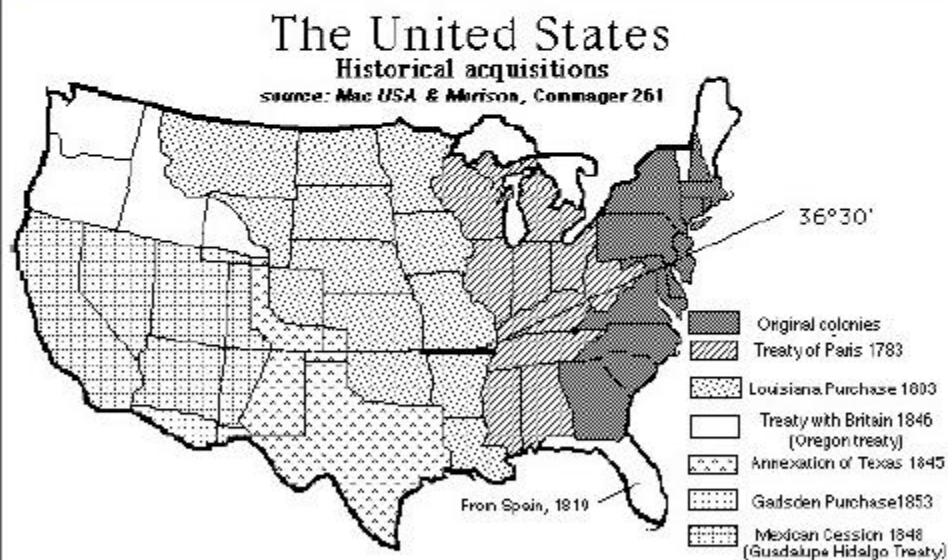 The United States
Historical acquisitions
source: Mac USA & Morison, Commager 261
36°30'
Original colonies
Treaty of Paris 1783
Louisiana Purchase 1803
Treaty with Britain 1846
(Oregon treaty)
Annexation of Texas 1845
Gadsden Purchase1853
Mexican Cession 1848
(Guadalupe Hidalgo Treaty)
From Spain, 1819